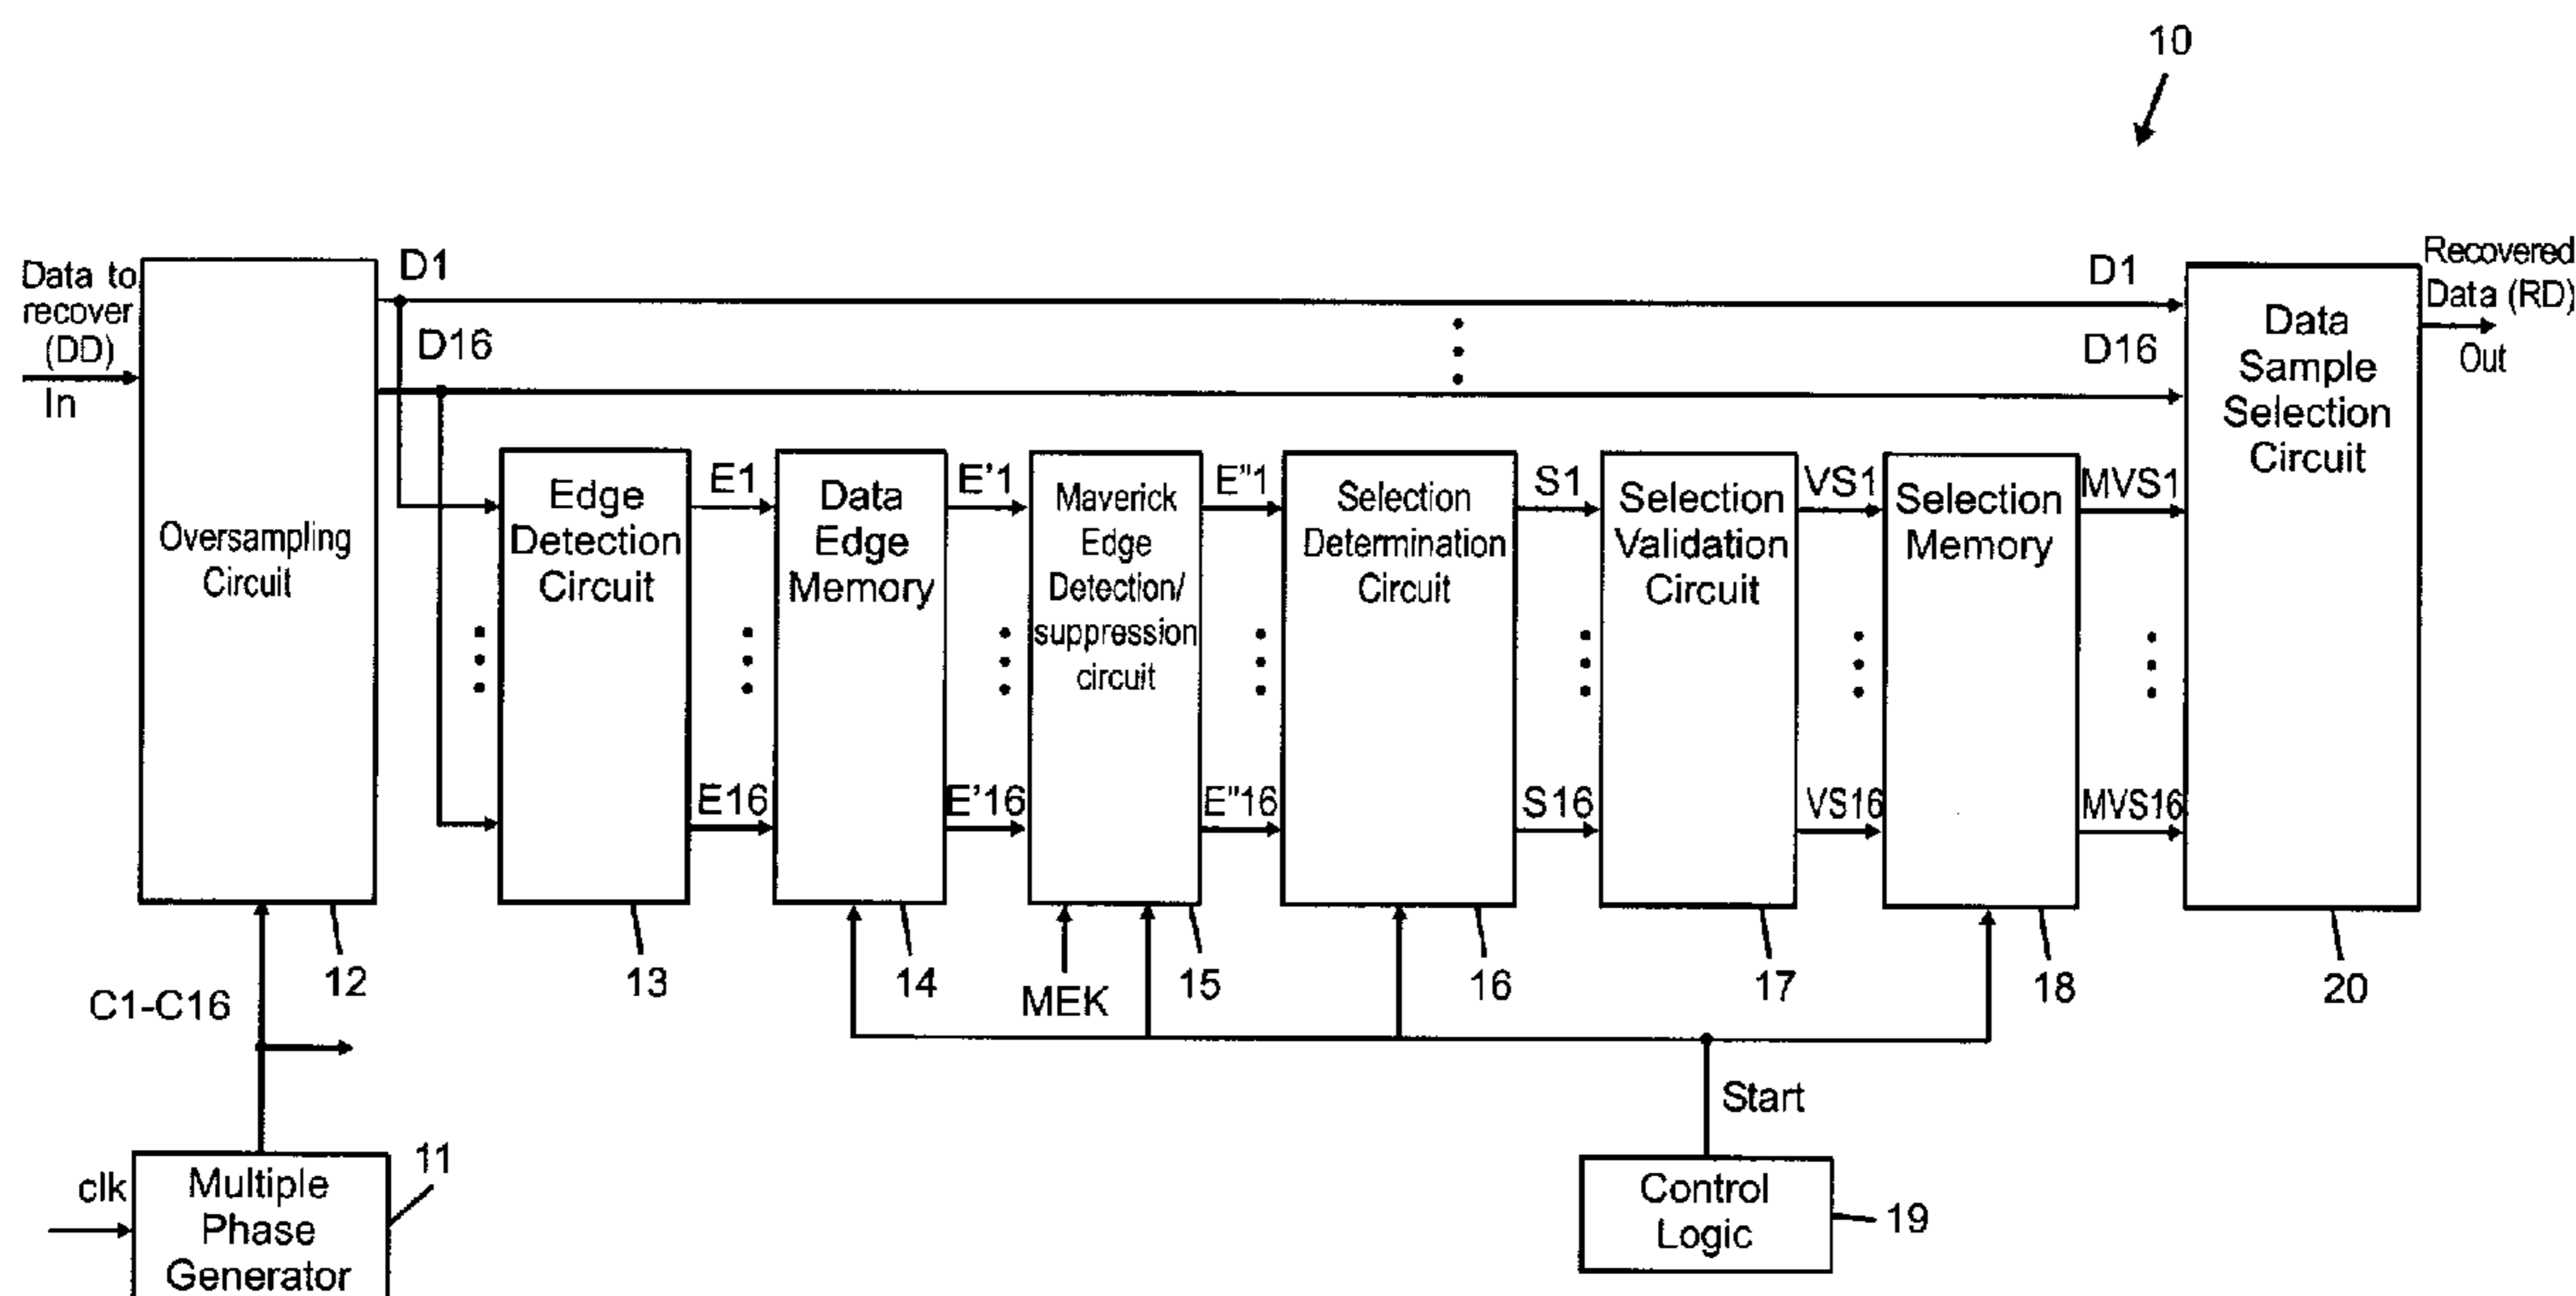 10
Data to
recover
(DD)
In
Oversampling
Circuit
12
D1
D16
D1
D16
Recovered
Data (RD)
Out
Data
Sample
Selection
Circuit
20
Edge
Detection
Circuit
13
E1
E16
Data
Edge
Memory
14
E'1
E'16
Maverick
Edge
Detection/
suppression
circuit
15
MEK
E"1
E"16
Selection
Determination
Circuit
16
S1
S16
Selection
Validation
Circuit
17
VS1
VS16
Selection
Memory
18
MVS1
MVS16
C1-C16
clk
Multiple
Phase
Generator
11
Start
Control
Logic
19